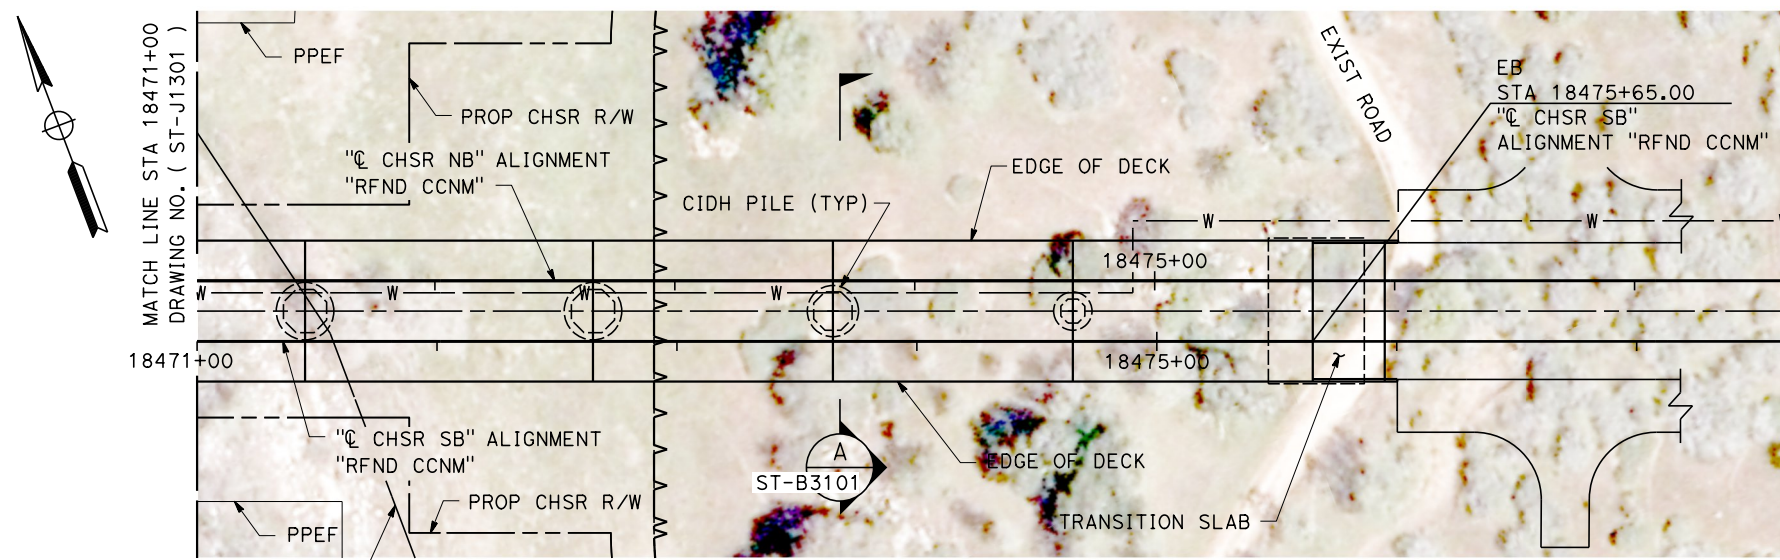 MATCH LINE STA 18471+00
DRAWING NO. ( ST-J1301 )
PPEF
PROP CHSR R/W
"℄ CHSR NB" ALIGNMENT
"RFND CCNM"
CIDH PILE (TYP)
EDGE OF DECK
EXIST ROAD
EB
STA 18475+65.00
"℄ CHSR SB"
ALIGNMENT "RFND CCNM"
W
W
18475+00
W
W
W
W
18471+00
18475+00
"℄ CHSR SB" ALIGNMENT
"RFND CCNM"
A
ST-B3101
EDGE OF DECK
PROP CHSR R/W
PPEF
TRANSITION SLAB